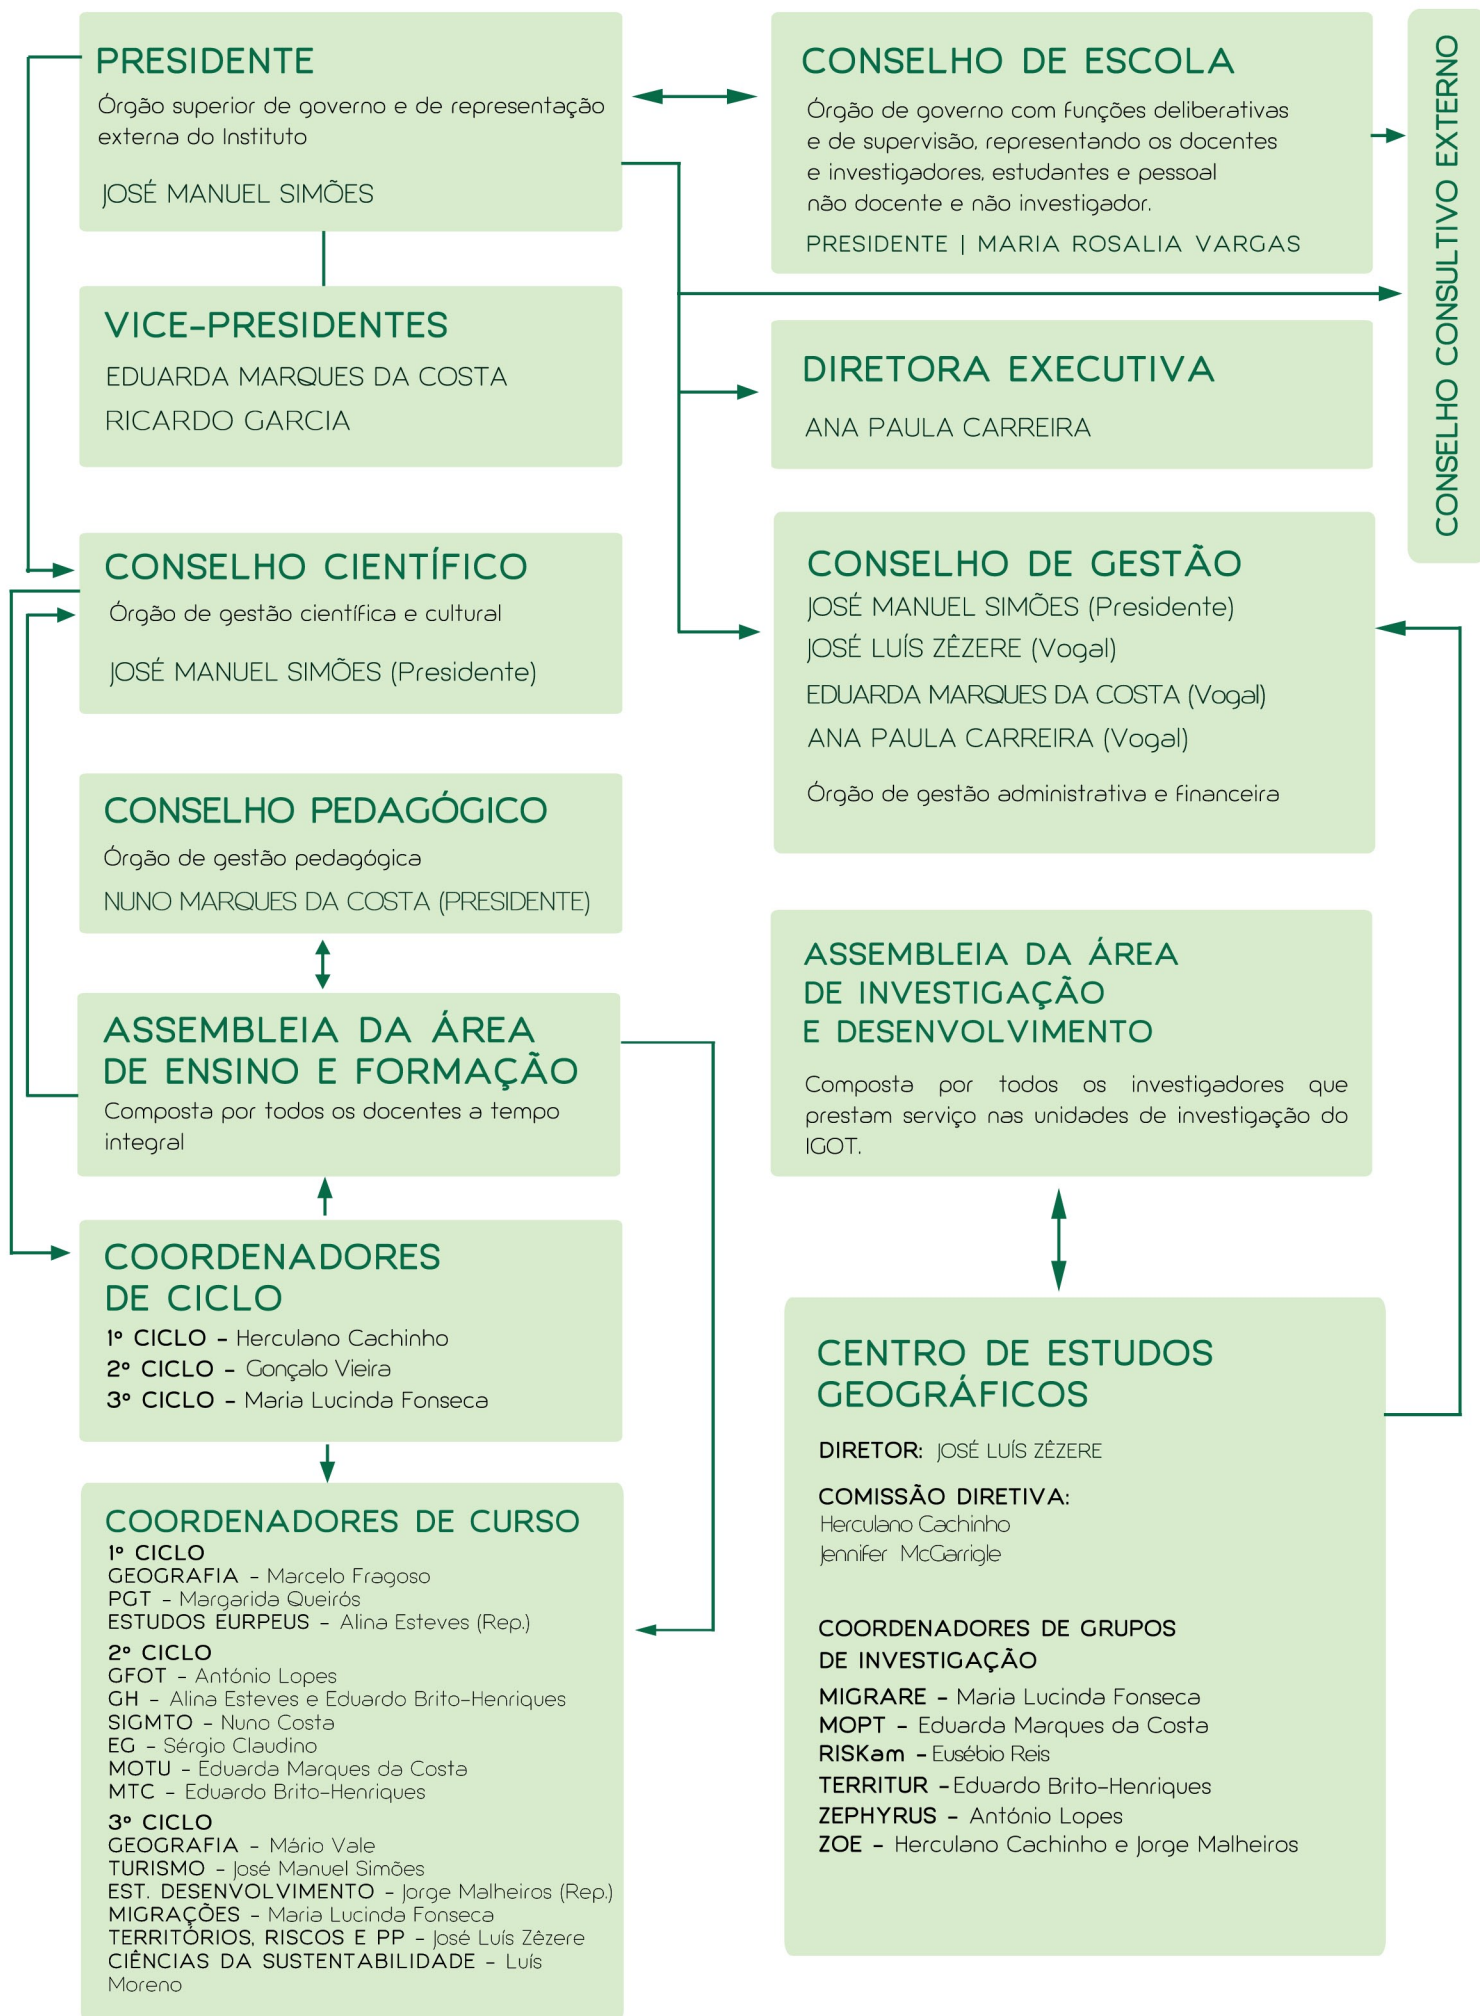 PRESIDENTE
Órgão superior de governo e de representação
externa do Instituto
JOSÉ MANUEL SIMÕES
CONSELHO DE ESCOLA
Órgão de governo com funções deliberativas
e de supervisão, representando os docentes
e investigadores, estudantes e pessoal
não docente e não investigador.
PRESIDENTE | MARIA ROSALIA VARGAS
CONSELHO CONSULTIVO EXTERNO
VICE-PRESIDENTES
EDUARDA MARQUES DA COSTA
RICARDO GARCIA
DIRETORA EXECUTIVA
ANA PAULA CARREIRA
CONSELHO CIENTÍFICO
Órgão de gestão científica e cultural
JOSÉ MANUEL SIMÕES (Presidente)
CONSELHO DE GESTÃO
JOSÉ MANUEL SIMÕES (Presidente)
JOSÉ LUÍS ZÊZERE (Vogal)
EDUARDA MARQUES DA COSTA (Vogal)
ANA PAULA CARREIRA (Vogal)
Órgão de gestão administrativa e financeira
CONSELHO PEDAGÓGICO
Órgão de gestão pedagógica
NUNO MARQUES DA COSTA (PRESIDENTE)
ASSEMBLEIA DA ÁREA
DE ENSINO E FORMAÇÃO
Composta por todos os docentes a tempo
integral
ASSEMBLEIA DA ÁREA
DE INVESTIGAÇÃO
E DESENVOLVIMENTO
Composta por todos os investigadores que
prestam serviço nas unidades de investigação do
IGOT.
COORDENADORES
DE CICLO
1º CICLO - Herculano Cachinho
2º CICLO - Gonçalo Vieira
3º CICLO - Maria Lucinda Fonseca
COORDENADORES DE CURSO
1º CICLO
GEOGRAFIA - Marcelo Fragoso
PGT - Margarida Queirós
ESTUDOS EURPEUS - Alina Esteves (Rep.)
2º CICLO
GFOT - António Lopes
GH - Alina Esteves e Eduardo Brito-Henriques
SIGMTO - Nuno Costa
EG - Sérgio Claudino
MOTU - Eduarda Marques da Costa
MTC - Eduardo Brito-Henriques
3º CICLO
GEOGRAFIA - Mário Vale
TURISMO - José Manuel Simões
EST. DESENVOLVIMENTO - Jorge Malheiros (Rep.)
MIGRAÇÕES - Maria Lucinda Fonseca
TERRITÓRIOS, RISCOS E PP - José Luís Zêzere
CIÊNCIAS DA SUSTENTABILIDADE - Luís
Moreno
CENTRO DE ESTUDOS
GEOGRÁFICOS
DIRETOR: JOSÉ LUÍS ZÊZERE
COMISSÃO DIRETIVA:
Herculano Cachinho
Jennifer McGarrigle
COORDENADORES DE GRUPOS
DE INVESTIGAÇÃO
MIGRARE - Maria Lucinda Fonseca
MOPT - Eduarda Marques da Costa
RISKam - Eusébio Reis
TERRITUR - Eduardo Brito-Henriques
ZEPHYRUS - António Lopes
ZOE - Herculano Cachinho e Jorge Malheiros